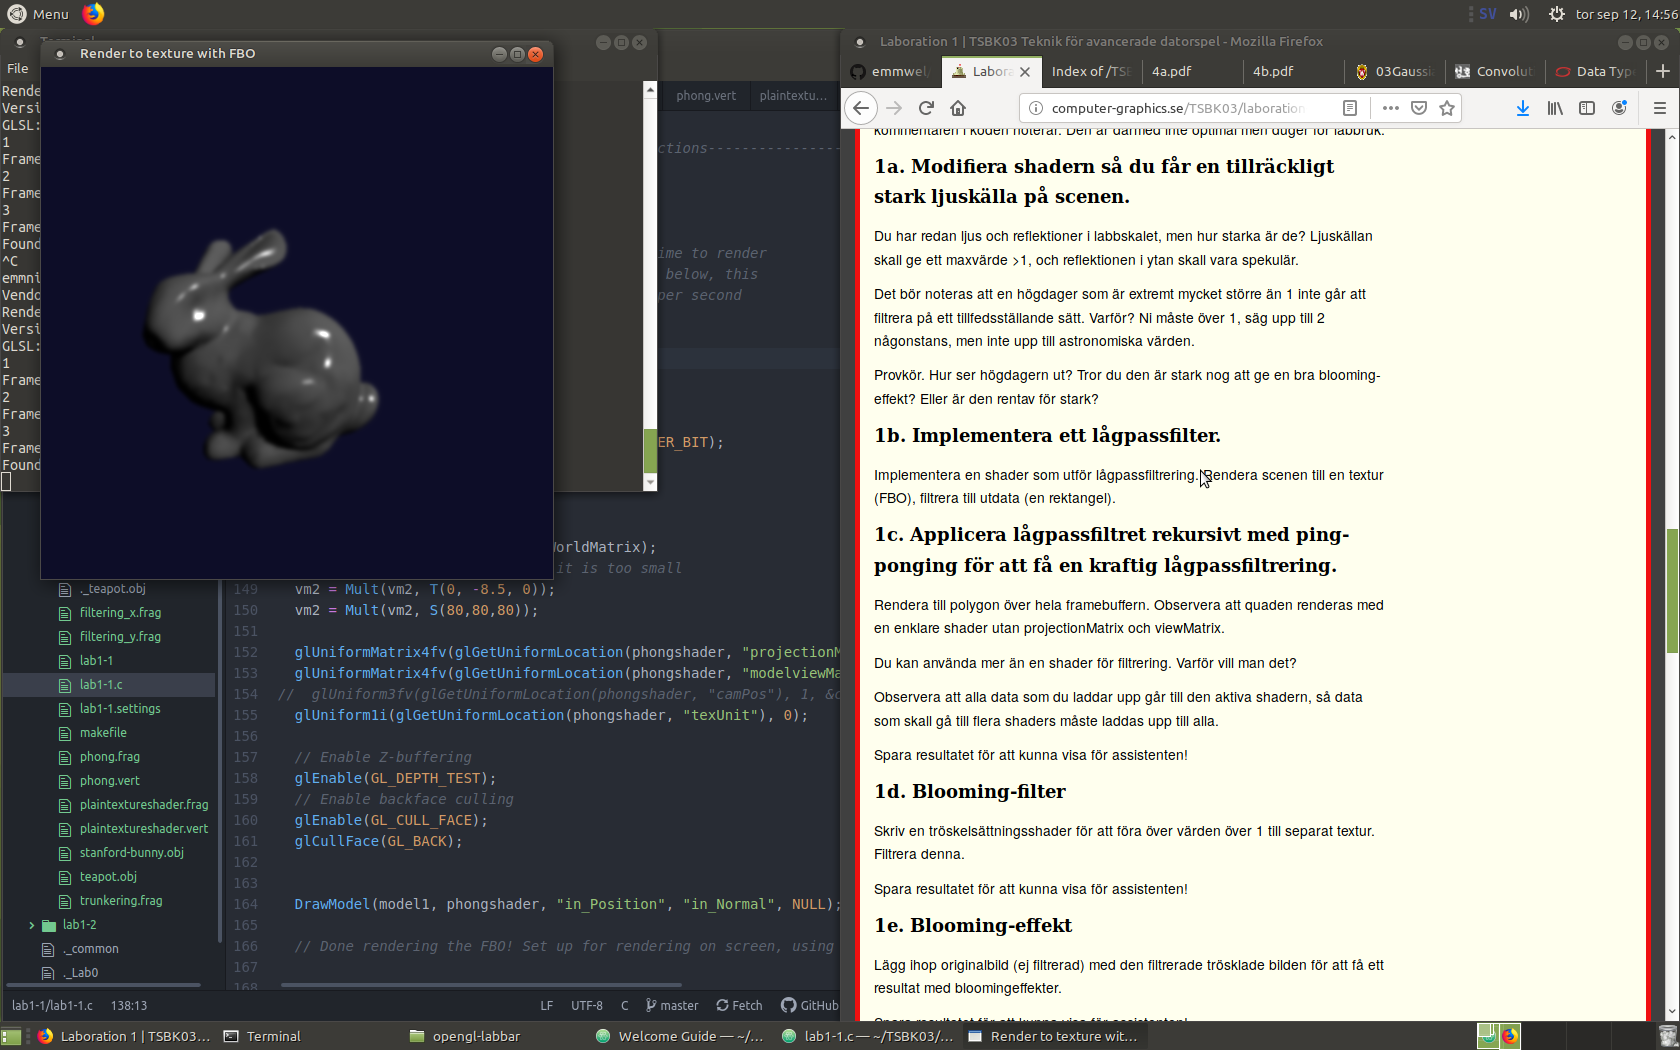 Menu
SV
tor sep 12, 14:56
Terminal
Render to texture with FBO
File
Rende
Versi
GLSL:
1
Frame
2
Frame
3
Frame
Found
^C
emmni
Vendo
Rende
Versi
GLSL:
1
Frame
2
Frame
3
Frame
Found
phong.vert
plaintextu...
ctions----------------
ime to render
below, this
per second
ER_BIT);
WorldMatrix);
it is too small
149 vm2 = Mult(vm2, T(0, -8.5, 0));
150 vm2 = Mult(vm2, S(80,80,80));
151
152 glUniformMatrix4fv(glGetUniformLocation(phongshader, "projectionM
153 glUniformMatrix4fv(glGetUniformLocation(phongshader, "modelviewMa
154 // glUniform3fv(glGetUniformLocation(phongshader, "camPos"), 1, &c
155 glUniform1i(glGetUniformLocation(phongshader, "texUnit"), 0);
156
157 // Enable Z-buffering
158 glEnable(GL_DEPTH_TEST);
159 // Enable backface culling
160 glEnable(GL_CULL_FACE);
161 glCullFace(GL_BACK);
162
163
164 DrawModel(model1, phongshader, "in_Position", "in_Normal", NULL);
165
166 // Done rendering the FBO! Set up for rendering on screen, using
167
168
._teapot.obj
filtering_x.frag
filtering_y.frag
lab1-1
lab1-1.c
lab1-1.settings
makefile
phong.frag
phong.vert
plaintextureshader.frag
plaintextureshader.vert
stanford-bunny.obj
teapot.obj
trunkering.frag
lab1-2
._common
._Lab0
lab1-1/lab1-1.c 138:13
LF UTF-8 C master Fetch GitHub
Laboration 1 | TSBK03 Teknik för avancerade datorspel - Mozilla Firefox
emmwel/
Labora
Index of /TSB
4a.pdf
4b.pdf
03Gaussi
Convolut
Data Type
computer-graphics.se/TSBK03/laboration
kommentaren i koden noterar. Den är därmed inte optimal men duger för labbruk.
1a. Modifiera shadern så du får en tillräckligt
stark ljuskälla på scenen.
Du har redan ljus och reflektioner i labbskalet, men hur starka är de? Ljuskällan
skall ge ett maxvärde >1, och reflektionen i ytan skall vara spekulär.
Det bör noteras att en högdager som är extremt mycket större än 1 inte går att
filtrera på ett tillfedsställande sätt. Varför? Ni måste över 1, säg upp till 2
någonstans, men inte upp till astronomiska värden.
Provkör. Hur ser högdagern ut? Tror du den är stark nog att ge en bra blooming-
effekt? Eller är den rentav för stark?
1b. Implementera ett lågpassfilter.
Implementera en shader som utför lågpassfiltrering. Rendera scenen till en textur
(FBO), filtrera till utdata (en rektangel).
1c. Applicera lågpassfiltret rekursivt med ping-
ponging för att få en kraftig lågpassfiltrering.
Rendera till polygon över hela framebuffern. Observera att quaden renderas med
en enklare shader utan projectionMatrix och viewMatrix.
Du kan använda mer än en shader för filtrering. Varför vill man det?
Observera att alla data som du laddar upp går till den aktiva shadern, så data
som skall gå till flera shaders måste laddas upp till alla.
Spara resultatet för att kunna visa för assistenten!
1d. Blooming-filter
Skriv en tröskelsättningsshader för att föra över värden över 1 till separat textur.
Filtrera denna.
Spara resultatet för att kunna visa för assistenten!
1e. Blooming-effekt
Lägg ihop originalbild (ej filtrerad) med den filtrerade trösklade bilden för att få ett
resultat med bloomingeffekter.
Spara resultatet för att kunna visa för assistenten!
Laboration 1 | TSBK03...
Terminal
opengl-labbar
Welcome Guide — ~/...
lab1-1.c — ~/TSBK03/...
Render to texture wit...